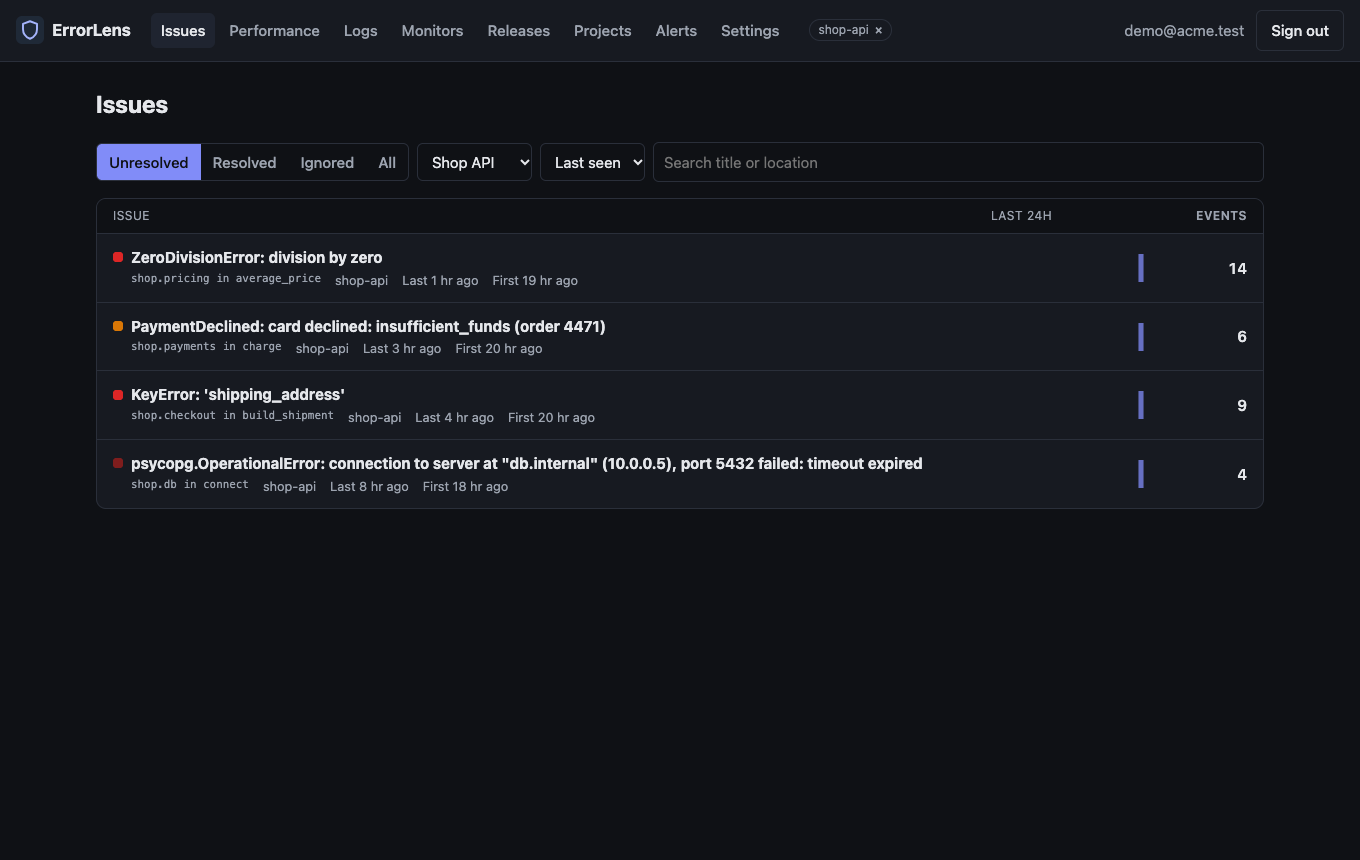 ErrorLens Issues Performance Logs Monitors Releases Projects Alerts Settings shop-api × demo@acme.test Sign out
Issues
Unresolved Resolved Ignored All Shop API Last seen Search title or location
ISSUE LAST 24H EVENTS
ZeroDivisionError: division by zero
shop.pricing in average_price shop-api Last 1 hr ago First 19 hr ago
14
PaymentDeclined: card declined: insufficient_funds (order 4471)
shop.payments in charge shop-api Last 3 hr ago First 20 hr ago
6
KeyError: 'shipping_address'
shop.checkout in build_shipment shop-api Last 4 hr ago First 20 hr ago
9
psycopg.OperationalError: connection to server at "db.internal" (10.0.0.5), port 5432 failed: timeout expired
shop.db in connect shop-api Last 8 hr ago First 18 hr ago
4